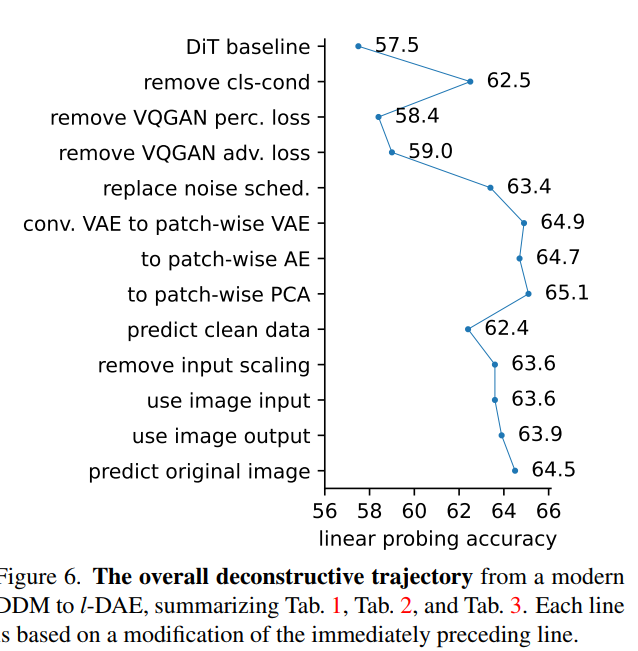 DiT baseline 57.5
remove cls-cond 62.5
remove VQGAN perc. loss 58.4
remove VQGAN adv. loss 59.0
replace noise sched. 63.4
conv. VAE to patch-wise VAE 64.9
to patch-wise AE 64.7
to patch-wise PCA 65.1
predict clean data 62.4
remove input scaling 63.6
use image input 63.6
use image output 63.9
predict original image 64.5
56 58 60 62 64 66
linear probing accuracy
Figure 6. The overall deconstructive trajectory from a modern
DDM to l-DAE, summarizing Tab. 1, Tab. 2, and Tab. 3. Each line
is based on a modification of the immediately preceding line.